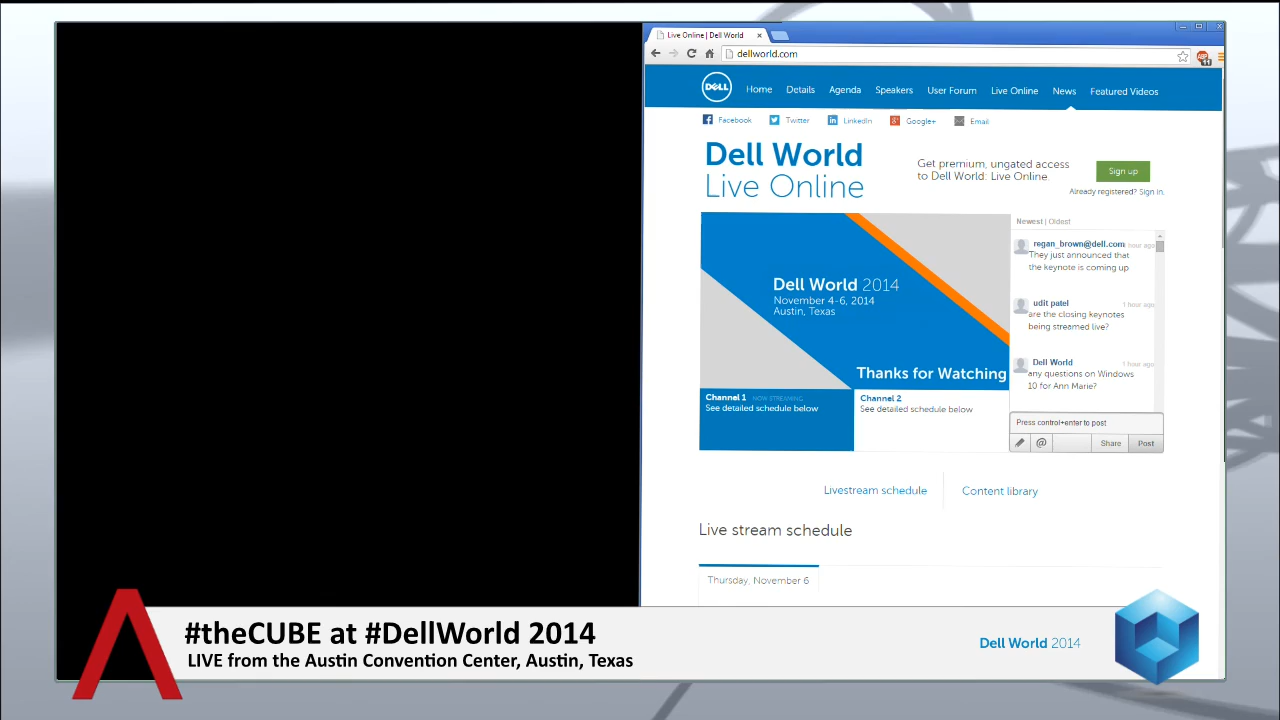 Live Online | Dell World
dellworld.com
ABP
11
DELL
Home Details Agenda Speakers User Forum Live Online News Featured Videos
Facebook Twitter LinkedIn Google+ Email
Dell World
Live Online
Get premium, ungated access
to Dell World: Live Online.
Sign up
Already registered? Sign in.
Dell World 2014
November 4-6, 2014
Austin, Texas
Thanks for Watching
Channel 1 NOW STREAMING
See detailed schedule below
Channel 2
See detailed schedule below
Newest | Oldest
regan_brown@dell.com hour ago
They just announced that
the keynote is coming up
udit patel 1 hour ago
are the closing keynotes
being streamed live?
Dell World 1 hour ago
any questions on Windows
10 for Ann Marie?
Press control+enter to post
@ Share Post
Livestream schedule Content library
Live stream schedule
Thursday, November 6
#theCUBE at #DellWorld 2014
LIVE from the Austin Convention Center, Austin, Texas
Dell World 2014